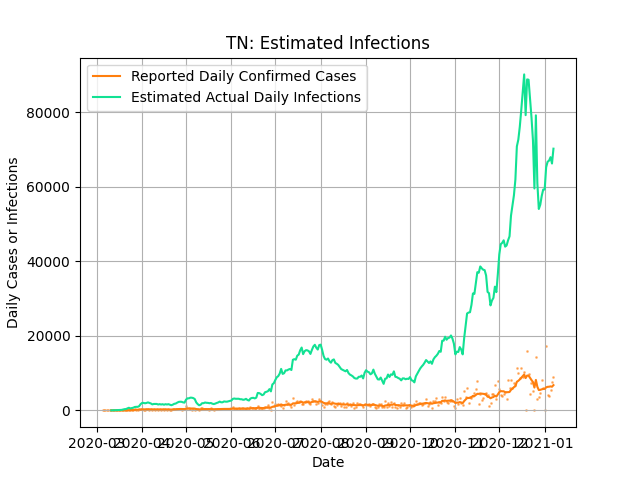 TN: Estimated Infections
Reported Daily Confirmed Cases
Estimated Actual Daily Infections
Daily Cases or Infections
80000
60000
40000
20000
0
2020-03 2020-04 2020-05 2020-06 2020-07 2020-08 2020-09 2020-10 2020-11 2020-12 2021-01
Date